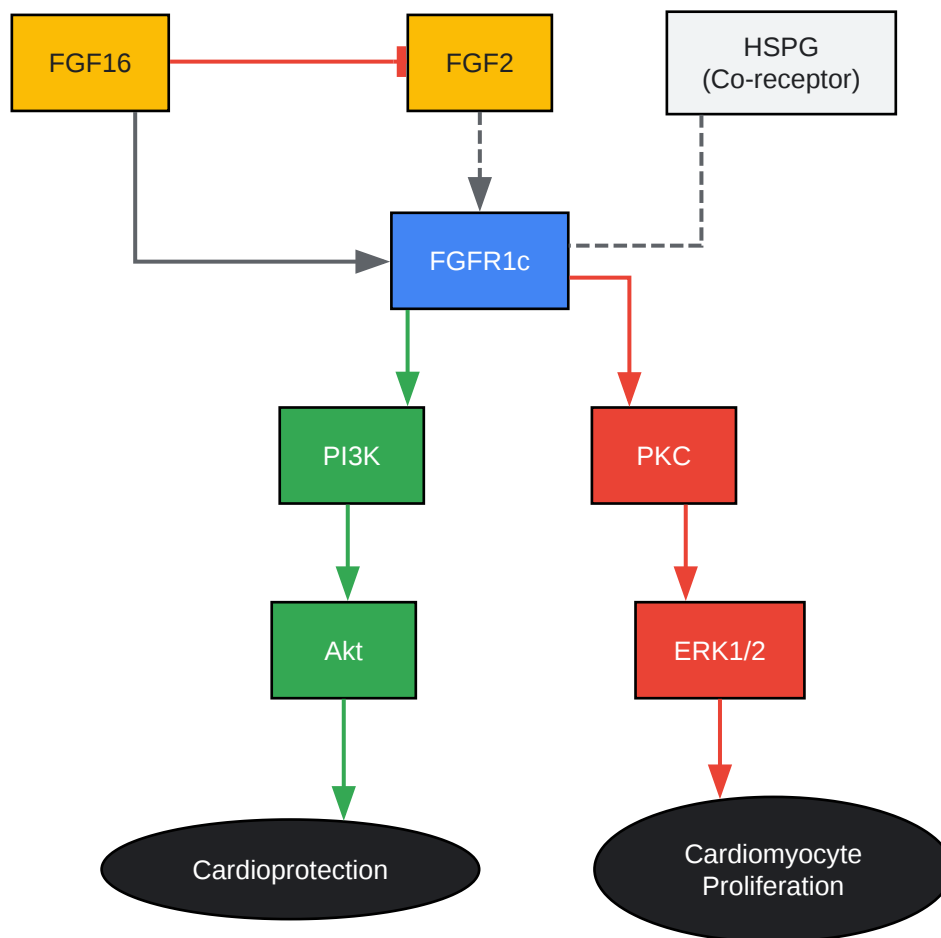 FGF16
FGF2
HSPG
(Co-receptor)
FGFR1c
PI3K
PKC
Akt
ERK1/2
Cardioprotection
Cardiomyocyte
Proliferation